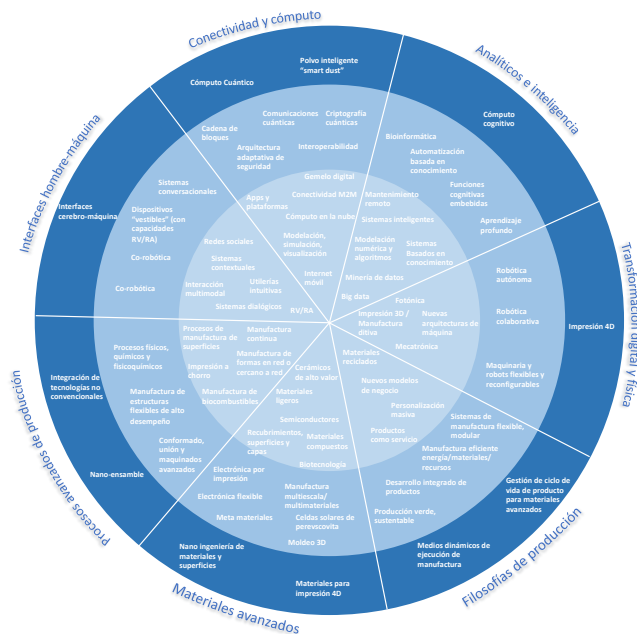 Conectividad y cómputo
Polvo inteligente
"smart dust"
Cómputo Cuántico
Comunicaciones
cuánticas
Criptografía
cuánticas
Cadena de
bloques
Arquitectura
adaptativa de
seguridad
Interoperabilidad
Gemelo digital
Apps y
plataformas
Conectividad M2M
Cómputo en la nube
Modelación,
simulación,
visualización
Internet
móvil
Analíticos e inteligencia
Cómputo
cognitivo
Bioinformática
Automatización
basada en
conocimiento
Funciones
cognitivas
embebidas
Aprendizaje
profundo
Mantenimiento
remoto
Sistemas inteligentes
Modelación
numérica y
algoritmos
Sistemas
Basados en
conocimiento
Minería de datos
Big data
Transformación digital y física
Impresión 4D
Robótica
autónoma
Robótica
colaborativa
Maquinaria y
robots flexibles y
reconfigurables
Fotónica
Impresión 3D /
Manufactura
ditiva
Nuevas
arquitecturas de
máquina
Mecatrónica
Filosofías de producción
Gestión de ciclo de
vida de producto
para materiales
avanzados
Medios dinámicos de
ejecución de
manufactura
Sistemas de
manufactura flexible,
modular
Manufactura eficiente
energía/materiales/
recursos
Desarrollo integrado de
productos
Producción verde,
sustentable
Materiales
reciclados
Nuevos modelos
de negocio
Personalización
masiva
Productos
como servicio
Materiales avanzados
Materiales para
impresión 4D
Nano ingeniería de
materiales y
superficies
Moldeo 3D
Celdas solares de
perevscovita
Meta materiales
Manufactura
multiescala/
multimateriales
Electrónica flexible
Electrónica por
impresión
Biotecnología
Recubrimientos,
superficies y
capas
Materiales
compuestos
Semiconductores
Materiales
ligeros
Cerámicas
de alto valor
Procesos avanzados de producción
Nano-ensamble
Integración de
tecnologías no
convencionales
Procesos físicos,
químicos y
fisicoquímicos
Manufactura de
estructuras
flexibles de alto
desempeño
Conformado,
unión y
maquinados
avanzados
Procesos de
manufactura de
superficies
Manufactura
continua
Impresión a
chorro
Manufactura de
formas en red o
cercano a red
Manufactura de
biocombustibles
Interfaces hombre-máquina
Interfaces
cerebro-máquina
Sistemas
conversasionales
Dispositivos
"vestibles" (con
capacidades
RV/RA)
Co-robótica
Co-robótica
Redes sociales
Sistemas
contextuales
Interacción
multimodal
Utilerías
intuitivas
Sistemas dialógicos
RV/RA